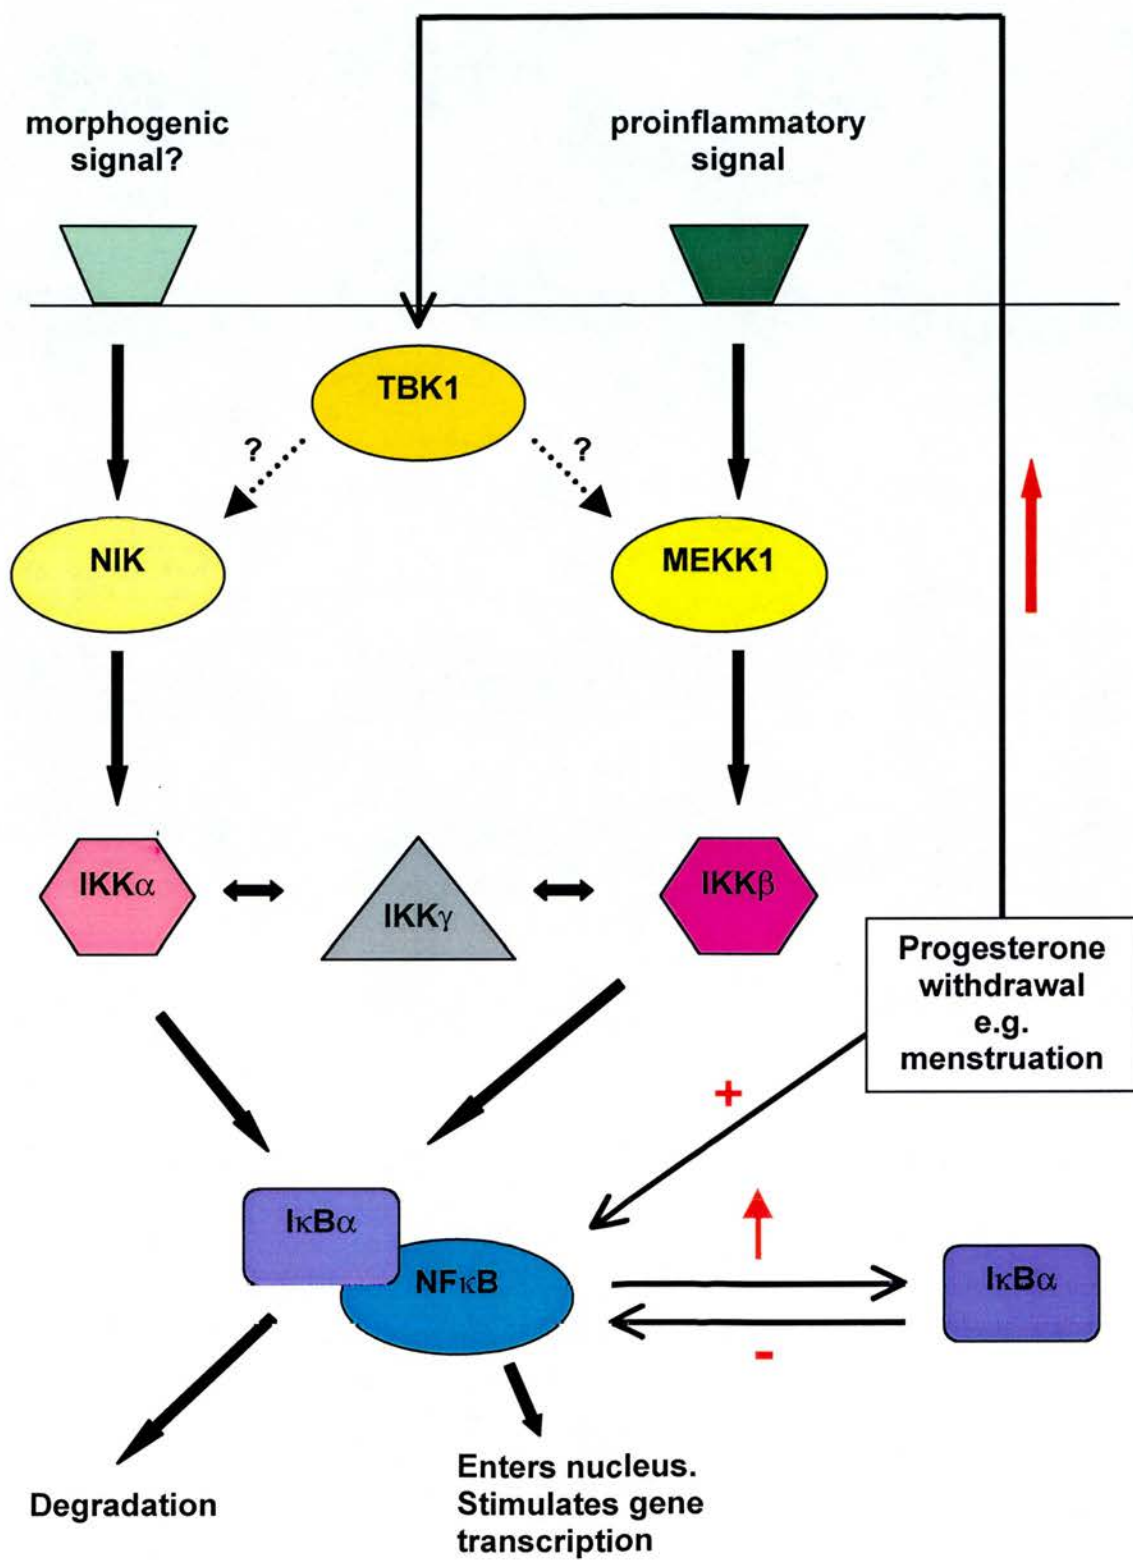 morphogenic
signal?
proinflammatory
signal
TBK1
?
?
NIK
MEKK1
IKKα
IKKγ
IKKβ
Progesterone
withdrawal
e.g.
menstruation
+
IκBα
NFκB
IκBα
-
Degradation
Enters nucleus.
Stimulates gene
transcription